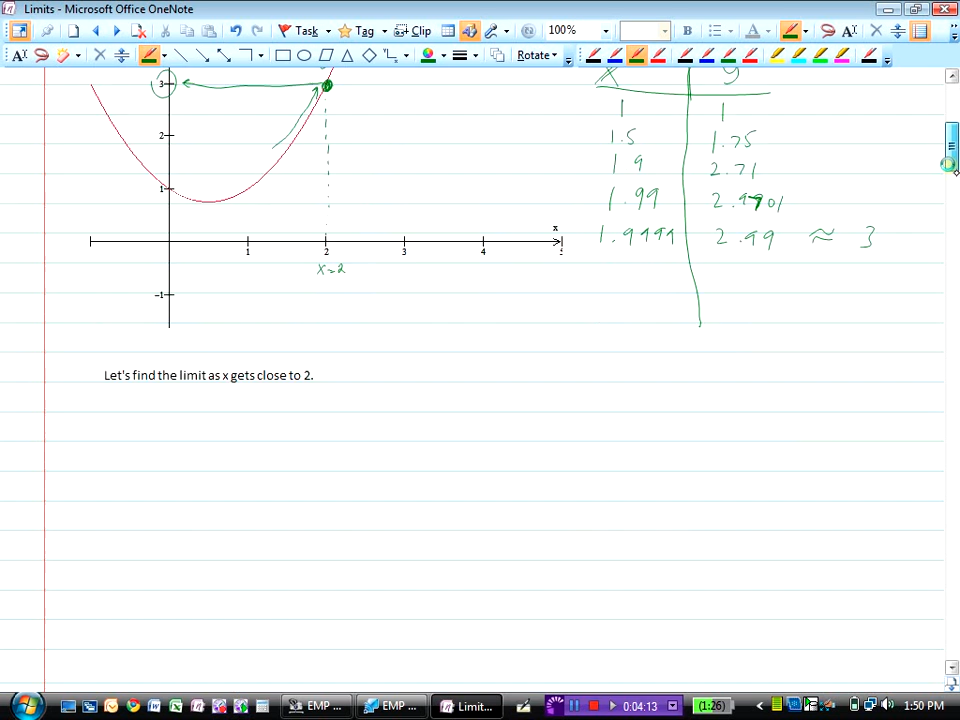 Limits - Microsoft Office OneNote
Task Tag Clip 100% B A
Rotate
x y
3
1 1
2
1.5 1.75
1 9 2.71
1
1.99 2.9701
1.9999 2.99 ≈ 3
x
1 2 3 4 5
x=2
-1
Let's find the limit as x gets close to 2.
EMP ... EMP ... Limit... 0:04:13 (1:26) 1:50 PM